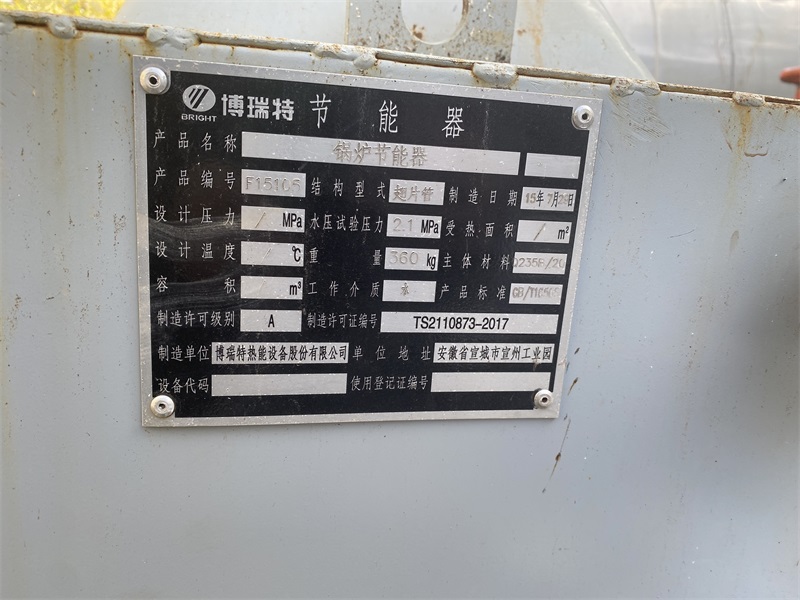 BRIGHT 博瑞特 节能器
产品名称 锅炉节能器
产品编号 F15105 结构型式 翅片管 制造日期 15年7月28日
设计压力 / MPa 水压试验压力 2.1 MPa 受热面积 / m²
设计温度 / ℃ 重量 360 kg 主体材料 Q235B/20
容积 m³ 工作介质 水 产品标准
制造许可级别 A 制造许可证编号 TS2110873-2017
制造单位 博瑞特热能设备股份有限公司 单位地址 安徽省宣城市宣州工业园
设备代码 使用登记证编号